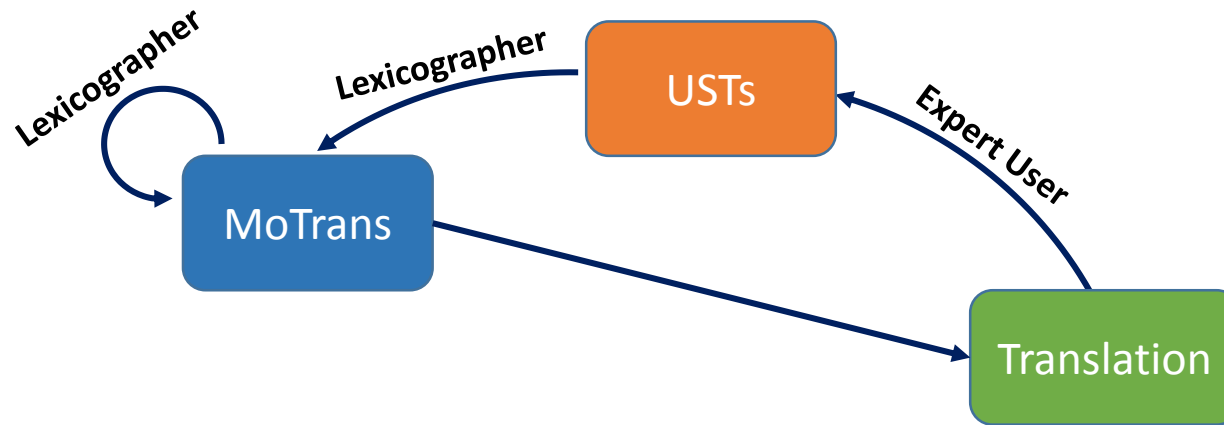 Lexicographer
Lexicographer
USTs
Expert User
MoTrans
Translation